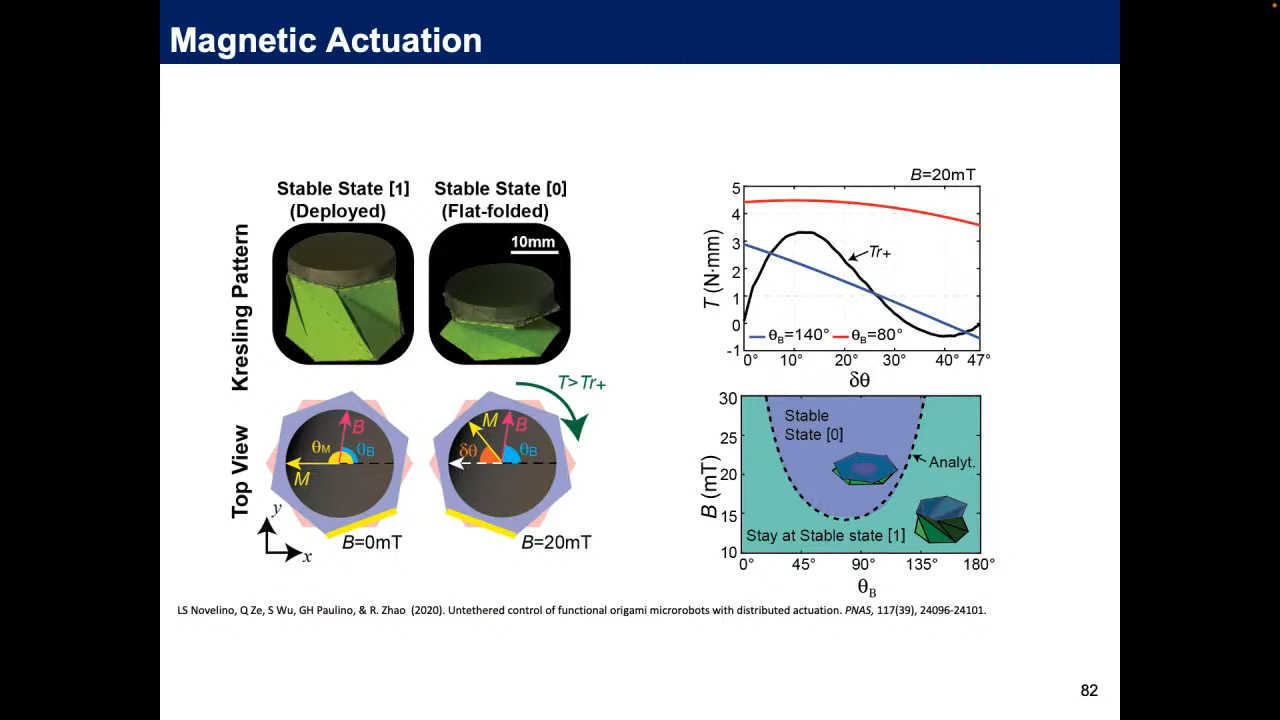 Magnetic Actuation
Stable State [1]
(Deployed)
Stable State [0]
(Flat-folded)
Kresling Pattern
10mm
Top View
θM
B
θB
M
y
x
B=0mT
T>Tr+
M
B
δθ
θB
B=20mT
B=20mT
T (N·mm)
5
4
3
2
1
0
-1
Tr+
θB=140° θB=80°
0° 10° 20° 30° 40° 47°
δθ
B (mT)
30
25
20
15
10
Stable
State [0]
Analyt.
Stay at Stable state [1]
0° 45° 90° 135° 180°
θB
LS Novelino, Q Ze, S Wu, GH Paulino, & R. Zhao (2020). Untethered control of functional origami microrobots with distributed actuation. PNAS, 117(39), 24096-24101.
82